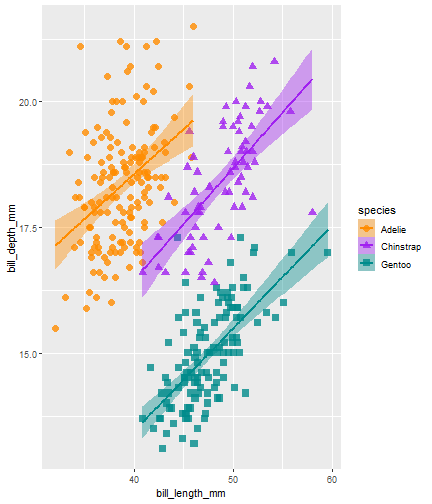 20.0
17.5
15.0
bill_depth_mm
40
50
60
bill_length_mm
species
Adelie
Chinstrap
Gentoo